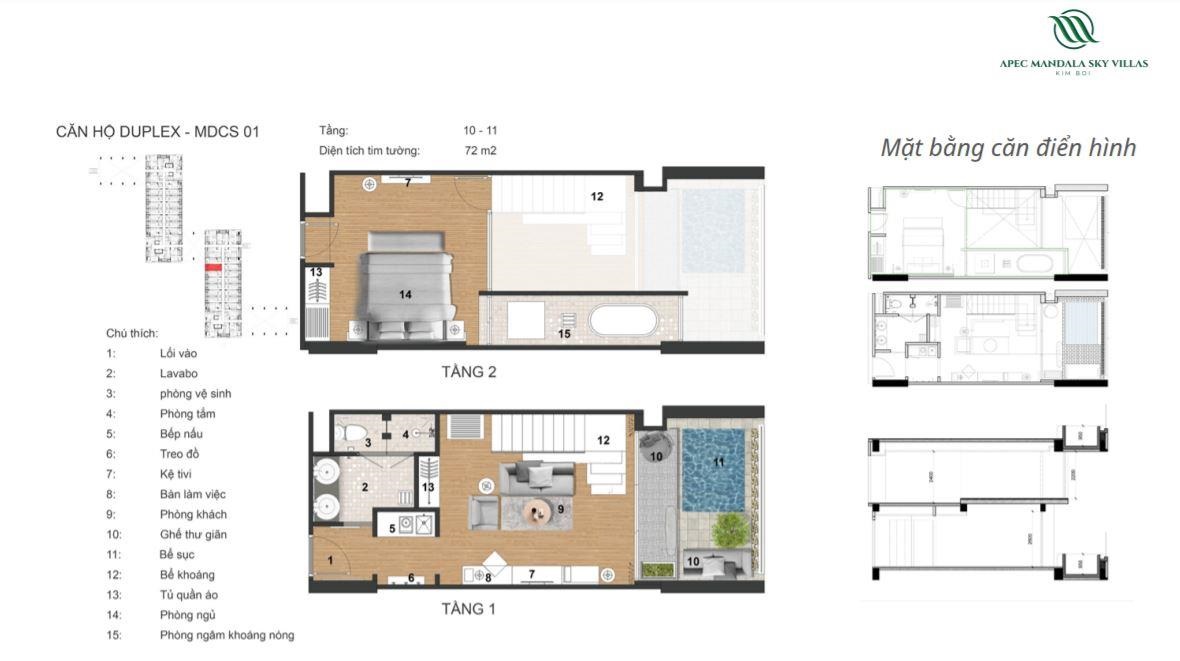 APEC MANDALA SKY VILLAS
KIM BOI
CĂN HỘ DUPLEX - MDCS 01
Tầng: 10 - 11
Diện tích tim tường: 72 m2
Mặt bằng căn điển hình
7
12
13
14
15
TẦNG 2
Chú thích:
1: Lối vào
2: Lavabo
3: phòng vệ sinh
4: Phòng tắm
5: Bếp nấu
6: Treo đồ
7: Kệ tivi
8: Bàn làm việc
9: Phòng khách
10: Ghế thư giãn
11: Bể sục
12: Bể khoáng
13: Tủ quần áo
14: Phòng ngủ
15: Phòng ngâm khoáng nóng
3
4
12
10
11
2
13
9
5
1
6
8
7
10
TẦNG 1
2400
2200
2600